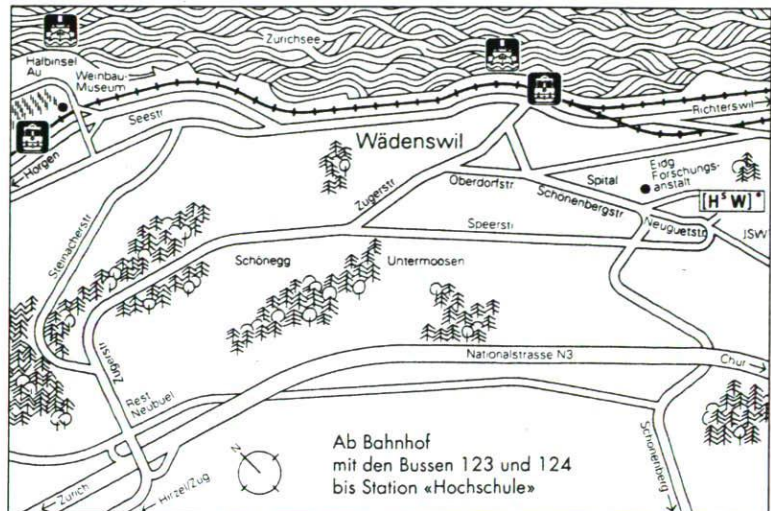 Zürichsee
Halbinsel
Au
Weinbau-
Museum
Richterswil
Seestr
Horgen
Wädenswil
Eidg
Forschungs-
anstalt
Spital
Oberdorfstr.
Zugerstr
Schönenbergstr
[HSW]*
Neuguetstr
JSW
Speerstr
Steinacherstr
Schönegg
Untermoosen
Nationalstrasse N3
Chur
Zugerstr
Rest
Neubuel
Schönenberg
N
Ab Bahnhof
mit den Bussen 123 und 124
bis Station «Hochschule»
Zürich
Hirzel/Zug